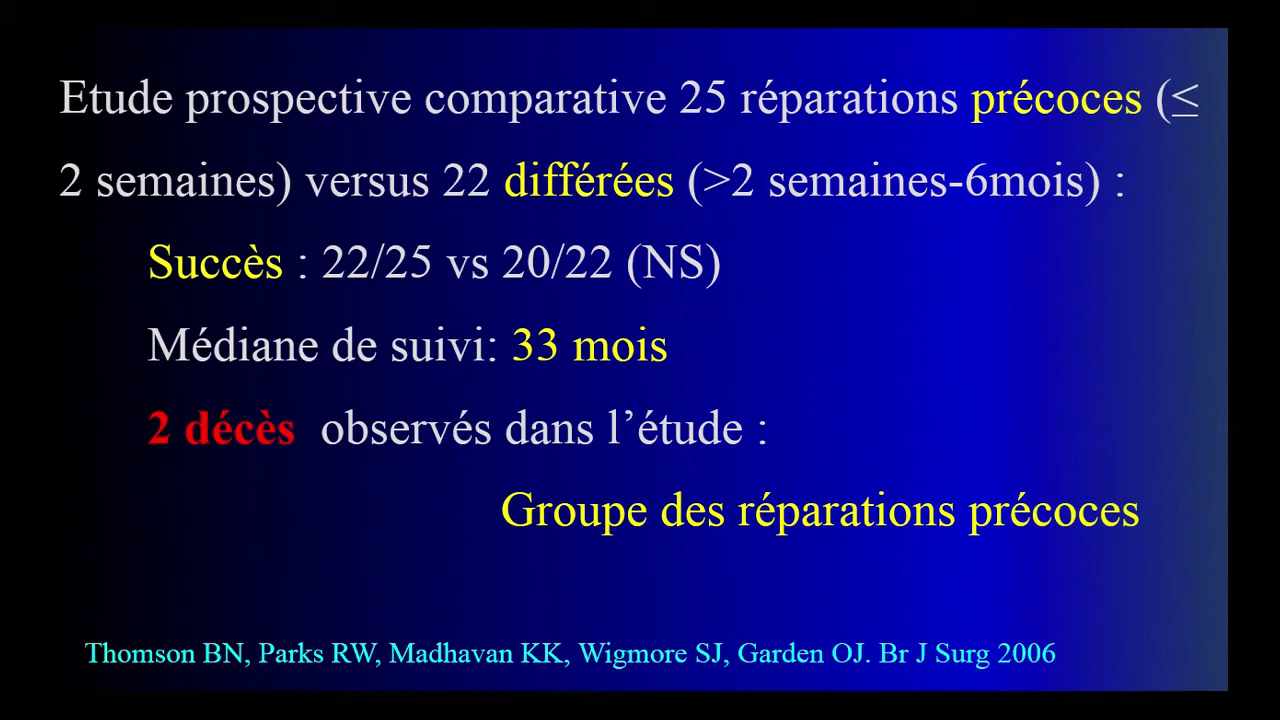 Etude prospective comparative 25 réparations précoces (≤
2 semaines) versus 22 différées (>2 semaines-6mois) :
Succès : 22/25 vs 20/22 (NS)
Médiane de suivi: 33 mois
2 décès observés dans l’étude :
Groupe des réparations précoces
Thomson BN, Parks RW, Madhavan KK, Wigmore SJ, Garden OJ. Br J Surg 2006